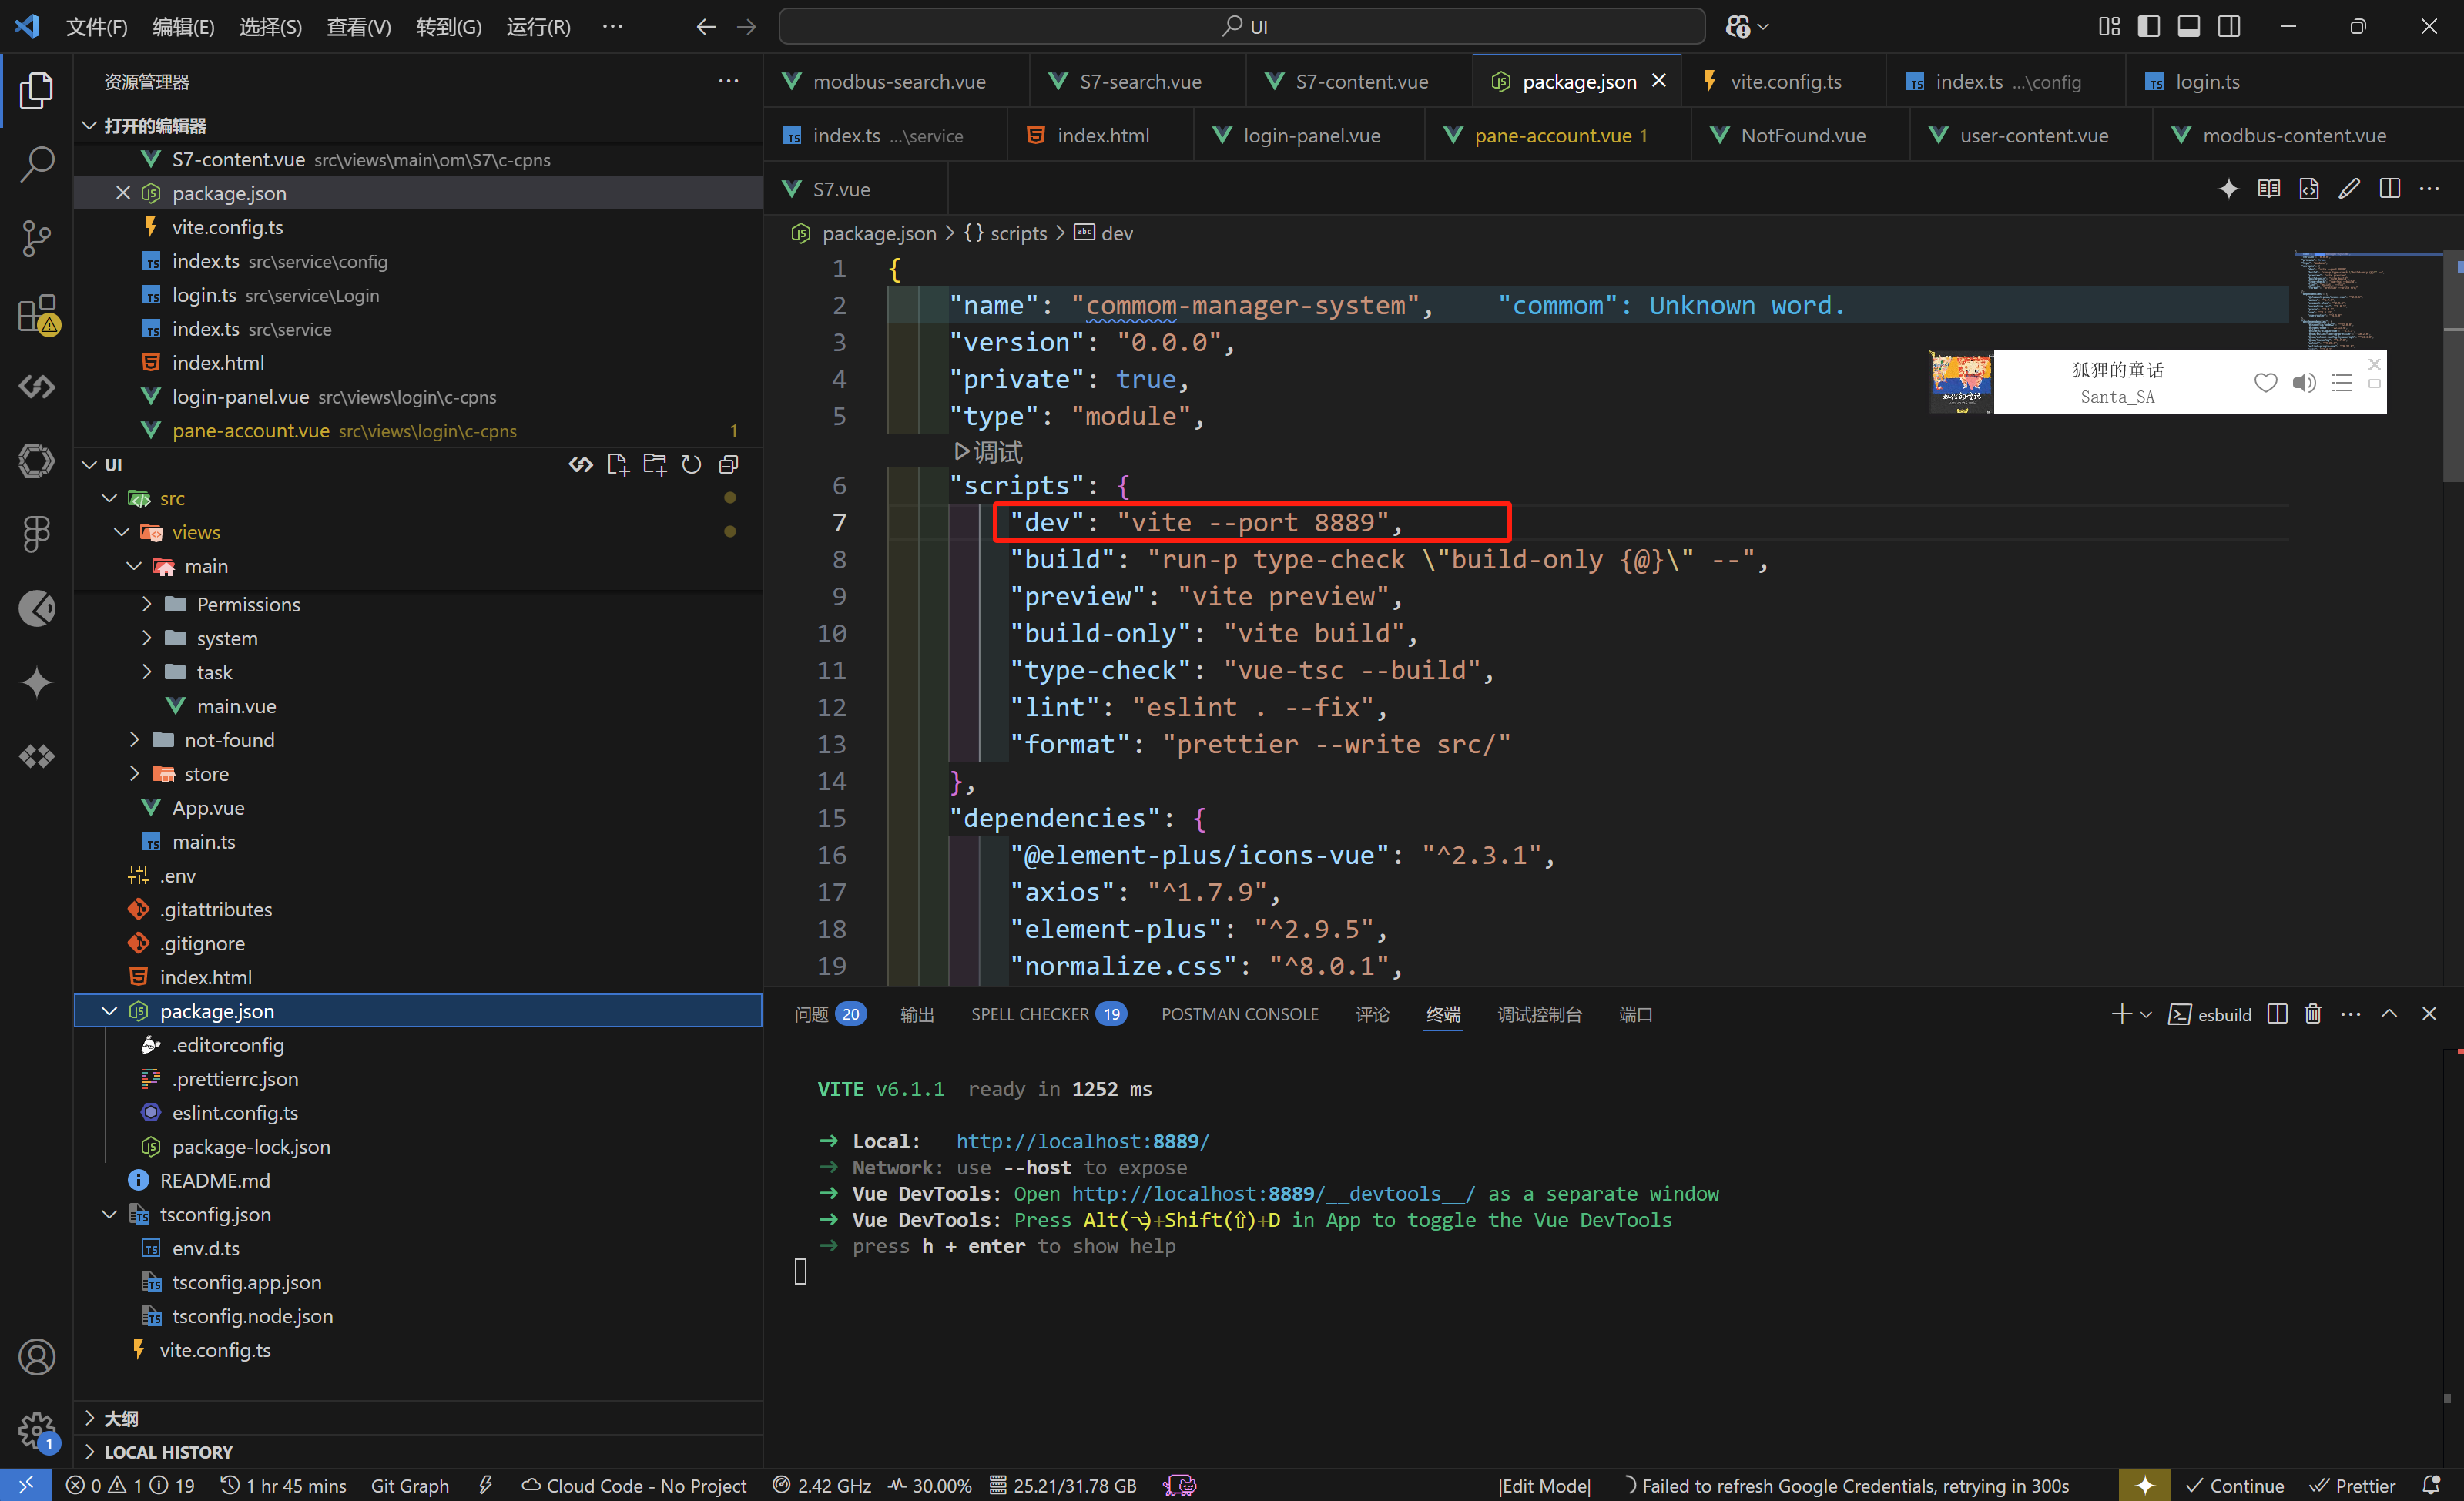 文件(F) 编辑(E) 选择(S) 查看(V) 转到(G) 运行(R) ··· UI
资源管理器
打开的编辑器
S7-content.vue src\views\main\om\S7\c-cpns
package.json
vite.config.ts
index.ts src\service\config
login.ts src\service\Login
index.ts src\service
index.html
login-panel.vue src\views\login\c-cpns
pane-account.vue src\views\login\c-cpns 1
UI
src
views
main
Permissions
system
task
main.vue
not-found
store
App.vue
main.ts
.env
.gitattributes
.gitignore
index.html
package.json
.editorconfig
.prettierrc.json
eslint.config.ts
package-lock.json
README.md
tsconfig.json
env.d.ts
tsconfig.app.json
tsconfig.node.json
vite.config.ts
大纲
LOCAL HISTORY
modbus-search.vue S7-search.vue S7-content.vue package.json vite.config.ts index.ts ...\config login.ts
index.ts ...\service index.html login-panel.vue pane-account.vue 1 NotFound.vue user-content.vue modbus-content.vue
S7.vue
package.json > {} scripts > abc dev
1 {
2 "name": "commom-manager-system", "commom": Unknown word.
3 "version": "0.0.0",
4 "private": true,
5 "type": "module",
调试
6 "scripts": {
7 "dev": "vite --port 8889",
8 "build": "run-p type-check \"build-only {@}\" --",
9 "preview": "vite preview",
10 "build-only": "vite build",
11 "type-check": "vue-tsc --build",
12 "lint": "eslint . --fix",
13 "format": "prettier --write src/"
14 },
15 "dependencies": {
16 "@element-plus/icons-vue": "^2.3.1",
17 "axios": "^1.7.9",
18 "element-plus": "^2.9.5",
19 "normalize.css": "^8.0.1",
狐狸的童话
Santa_SA
问题 20 输出 SPELL CHECKER 19 POSTMAN CONSOLE 评论 终端 调试控制台 端口 esbuild
VITE v6.1.1 ready in 1252 ms
➜ Local: http://localhost:8889/
➜ Network: use --host to expose
➜ Vue DevTools: Open http://localhost:8889/__devtools__/ as a separate window
➜ Vue DevTools: Press Alt(⌥)+Shift(⇧)+D in App to toggle the Vue DevTools
➜ press h + enter to show help
1
0 1 19 1 hr 45 mins Git Graph Cloud Code - No Project 2.42 GHz 30.00% 25.21/31.78 GB |Edit Mode| Failed to refresh Google Credentials, retrying in 300s Continue Prettier